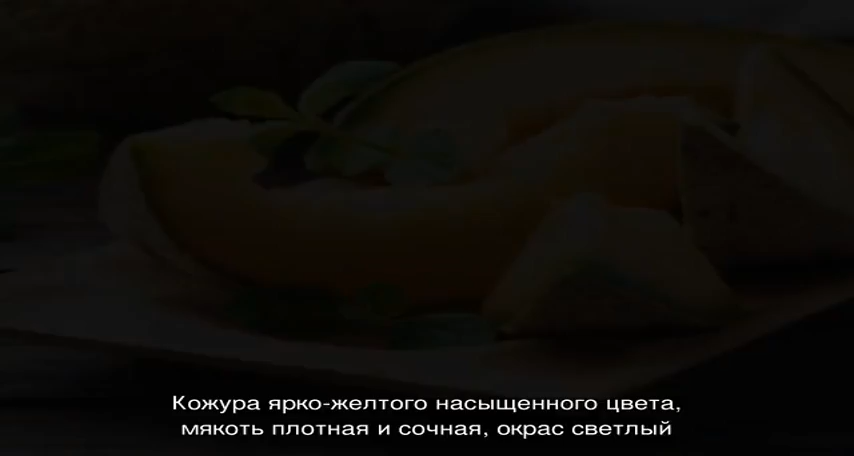 Кожура ярко-желтого насыщенного цвета,
мякоть плотная и сочная, окрас светлый